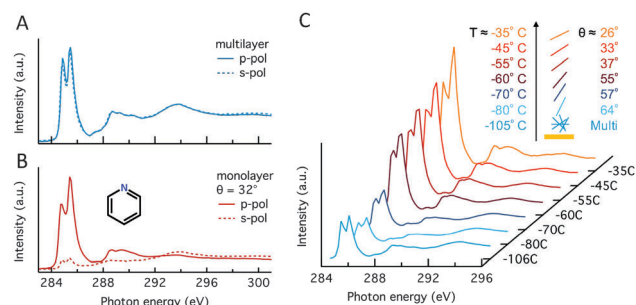 A
multilayer
p-pol
s-pol
Intensity (a.u.)
B
monolayer
θ = 32°
p-pol
s-pol
N
Intensity (a.u.)
284 288 292 296 300
Photon energy (eV)
C
T ≈ -35° C θ ≈ 26°
-45° C 33°
-55° C 37°
-60° C 55°
-70° C 57°
-80° C 64°
-105° C Multi
Intensity (a.u.)
-35C
-45C
-55C
-60C
-70C
-80C
-106C
284 288 292 296
Photon energy (eV)